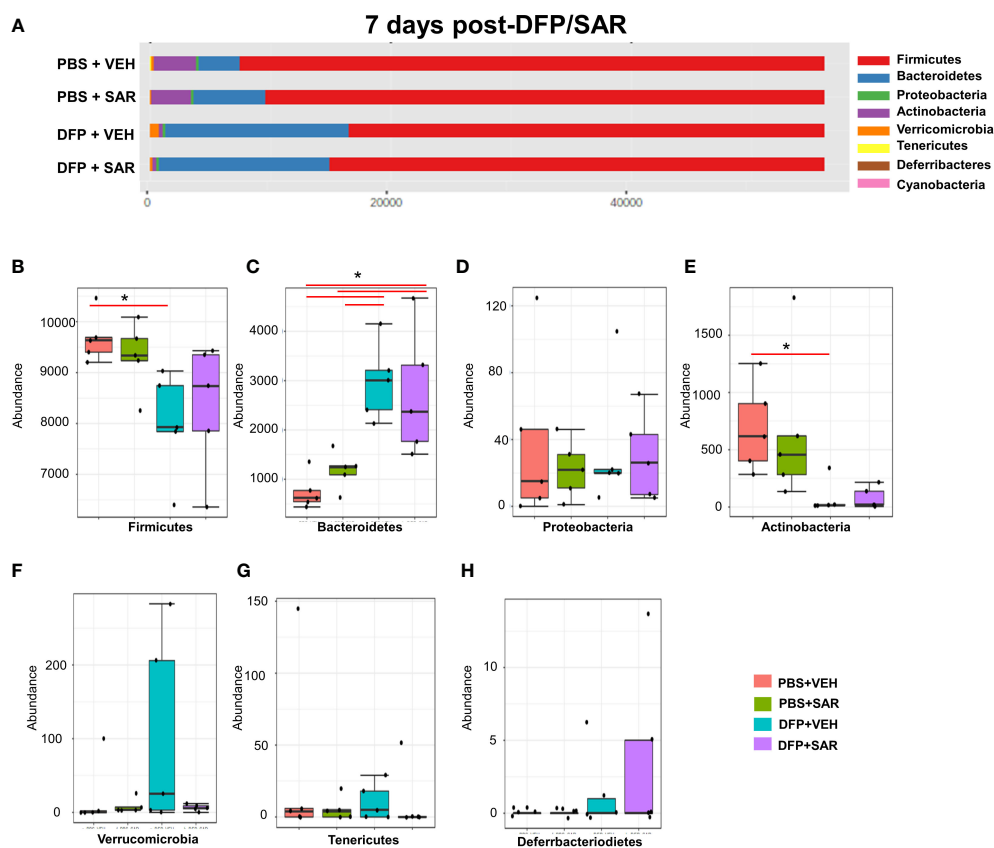 7 days post-DFP/SAR
A
PBS + VEH
PBS + SAR
DFP + VEH
DFP + SAR
0
20000
40000
Firmicutes
Bacteroidetes
Proteobacteria
Actinobacteria
Verricomicrobia
Tenericutes
Deferribacteres
Cyanobacteria
B
Abundance
10000
9000
8000
7000
*
Firmicutes
C
Abundance
4000
3000
2000
1000
*
Bacteroidetes
D
Abundance
120
80
40
0
Proteobacteria
E
Abundance
1500
1000
500
0
*
Actinobacteria
F
Abundance
200
100
0
Verrucomicrobia
G
Abundance
150
100
50
0
Tenericutes
H
Abundance
10
5
0
Deferrbacteriodietes
PBS+VEH
PBS+SAR
DFP+VEH
DFP+SAR